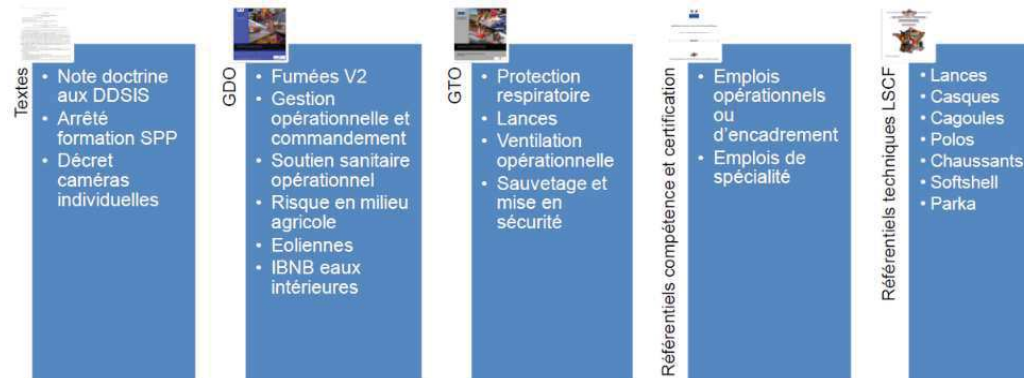 Textes
• Note doctrine
aux DDSIS
• Arrêté
formation SPP
• Décret
caméras
individuelles
GDO
• Fumées V2
• Gestion
opérationnelle et
commandement
• Soutien sanitaire
opérationnel
• Risque en milieu
agricole
• Eoliennes
• IBNB eaux
intérieures
GTO
• Protection
respiratoire
• Lances
• Ventilation
opérationnelle
• Sauvetage et
mise en
sécurité
Référentiels compétence et certification
• Emplois
opérationnels
ou
d'encadrement
• Emplois de
spécialité
Référentiels techniques LSCF
• Lances
• Casques
• Cagoules
• Polos
• Chaussants
• Softshell
• Parka